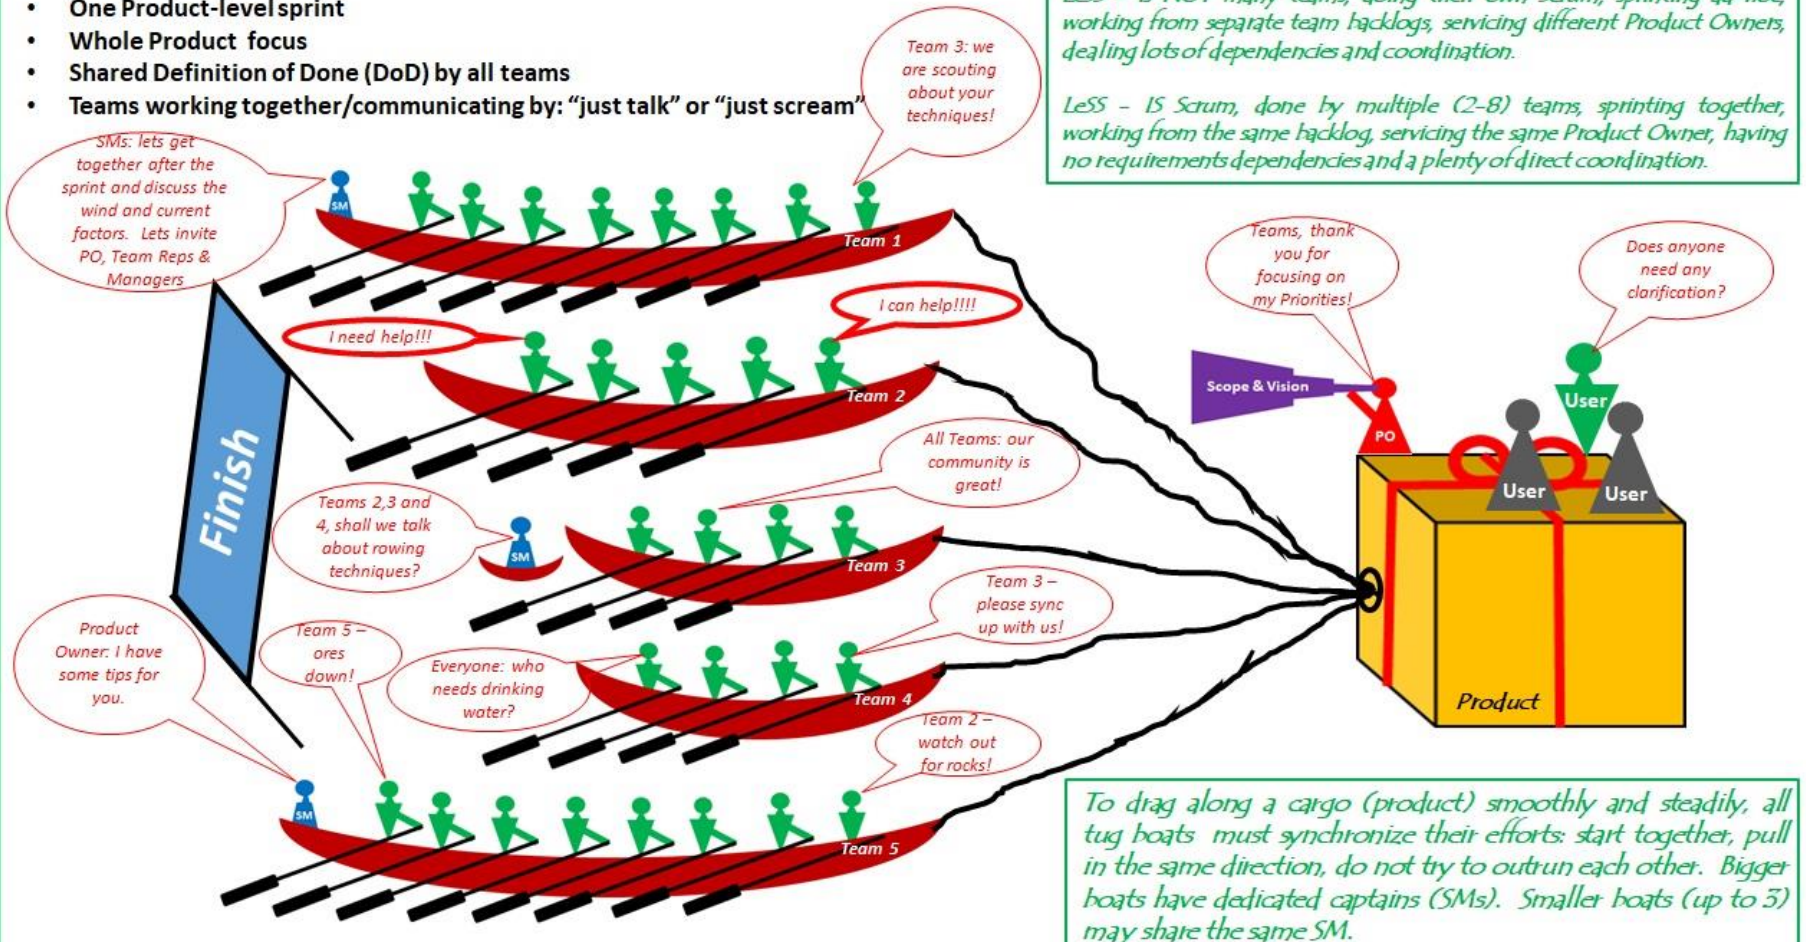 • One Product-level sprint
• Whole Product focus
• Shared Definition of Done (DoD) by all teams
• Teams working together/communicating by: “just talk” or “just scream”
working from separate team backlogs, servicing different Product Owners,
dealing lots of dependencies and coordination.
LeSS – IS Scrum, done by multiple (2-8) teams, sprinting together,
working from the same backlog, servicing the same Product Owner, having
no requirements dependencies and a plenty of direct coordination.
Team 3: we
are scouting
about your
techniques!
SMs: lets get
together after the
sprint and discuss the
wind and current
factors. Lets invite
PO, Team Reps &
Managers
SM
Team 1
Teams, thank
you for
focusing on
my Priorities!
Does anyone
need any
clarification?
I need help!!!
I can help!!!!
Team 2
Scope & Vision
PO
User
User
User
Finish
All Teams: our
community is
great!
Teams 2,3 and
4, shall we talk
about rowing
techniques?
SM
Team 3
Team 3 –
please sync
up with us!
Product
Owner: I have
some tips for
you.
Team 5 –
ores
down!
Everyone: who
needs drinking
water?
Team 4
Product
Team 2 –
watch out
for rocks!
SM
Team 5
To drag along a cargo (product) smoothly and steadily, all
tug boats must synchronize their efforts: start together, pull
in the same direction, do not try to outrun each other. Bigger
boats have dedicated captains (SMs). Smaller boats (up to 3)
may share the same SM.